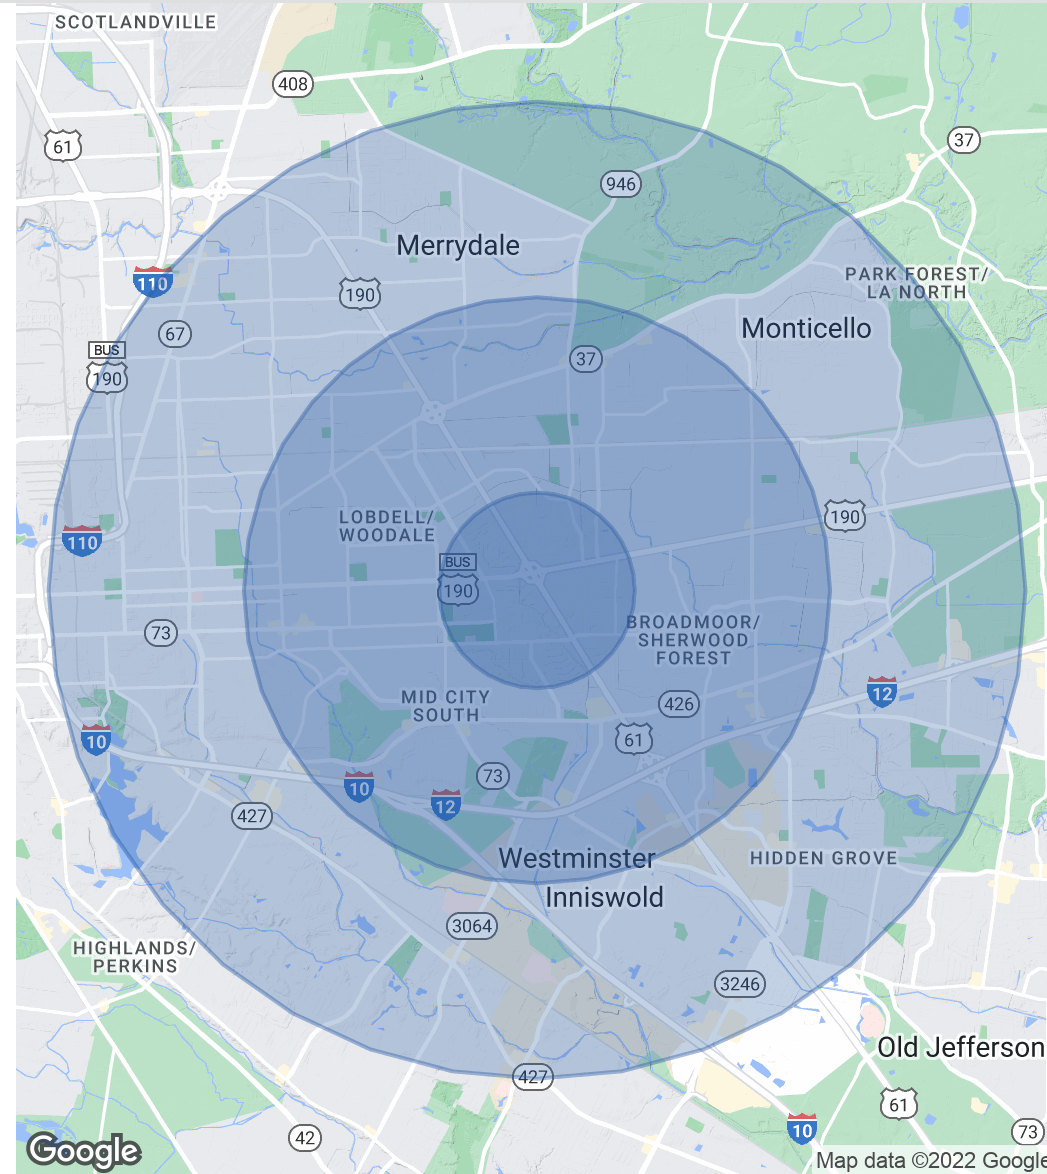 SCOTLANDVILLE
408
61
37
946
Merrydale
110
190
PARK FOREST/
LA NORTH
67
Monticello
BUS
190
37
LOBDELL/
WOODALE
190
110
BUS
190
73
BROADMOOR/
SHERWOOD
FOREST
12
MID CITY
SOUTH
426
10
61
73
10
12
427
Westminster
HIDDEN GROVE
Inniswold
3064
HIGHLANDS/
PERKINS
3246
Old Jefferson
427
61
10
42
73
Google
Map data ©2022 Google